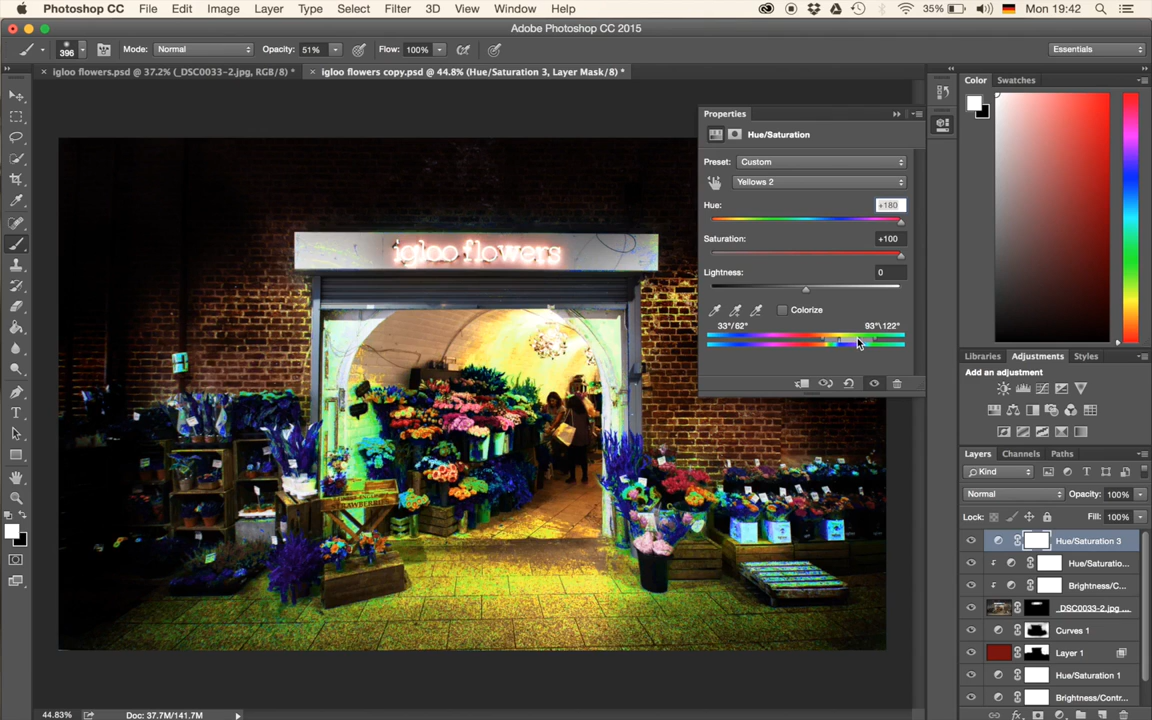 Photoshop CC File Edit Image Layer Type Select Filter 3D View Window Help 35% Mon 19:42
Adobe Photoshop CC 2015
396 Mode: Normal Opacity: 51% Flow: 100% Essentials
igloo flowers.psd @ 37.2% (_DSC0033-2.jpg, RGB/8) * igloo flowers copy.psd @ 44.8% (Hue/Saturation 3, Layer Mask/8) *
Color Swatches
Properties
Hue/Saturation
Preset: Custom
Yellows 2
Hue: +180
Saturation: +100
Lightness: 0
Colorize
33°/62° 93°\122°
igloo flowers
STRAWBERRIES
Libraries Adjustments Styles
Add an adjustment
Layers Channels Paths
Kind
Normal Opacity: 100%
Lock: Fill: 100%
Hue/Saturation 3
Hue/Saturatio...
Brightness/C...
_DSC0033-2.jpg ...
Curves 1
Layer 1
Hue/Saturation 1
Brightness/Contr...
44.83% Doc: 37.7M/141.7M